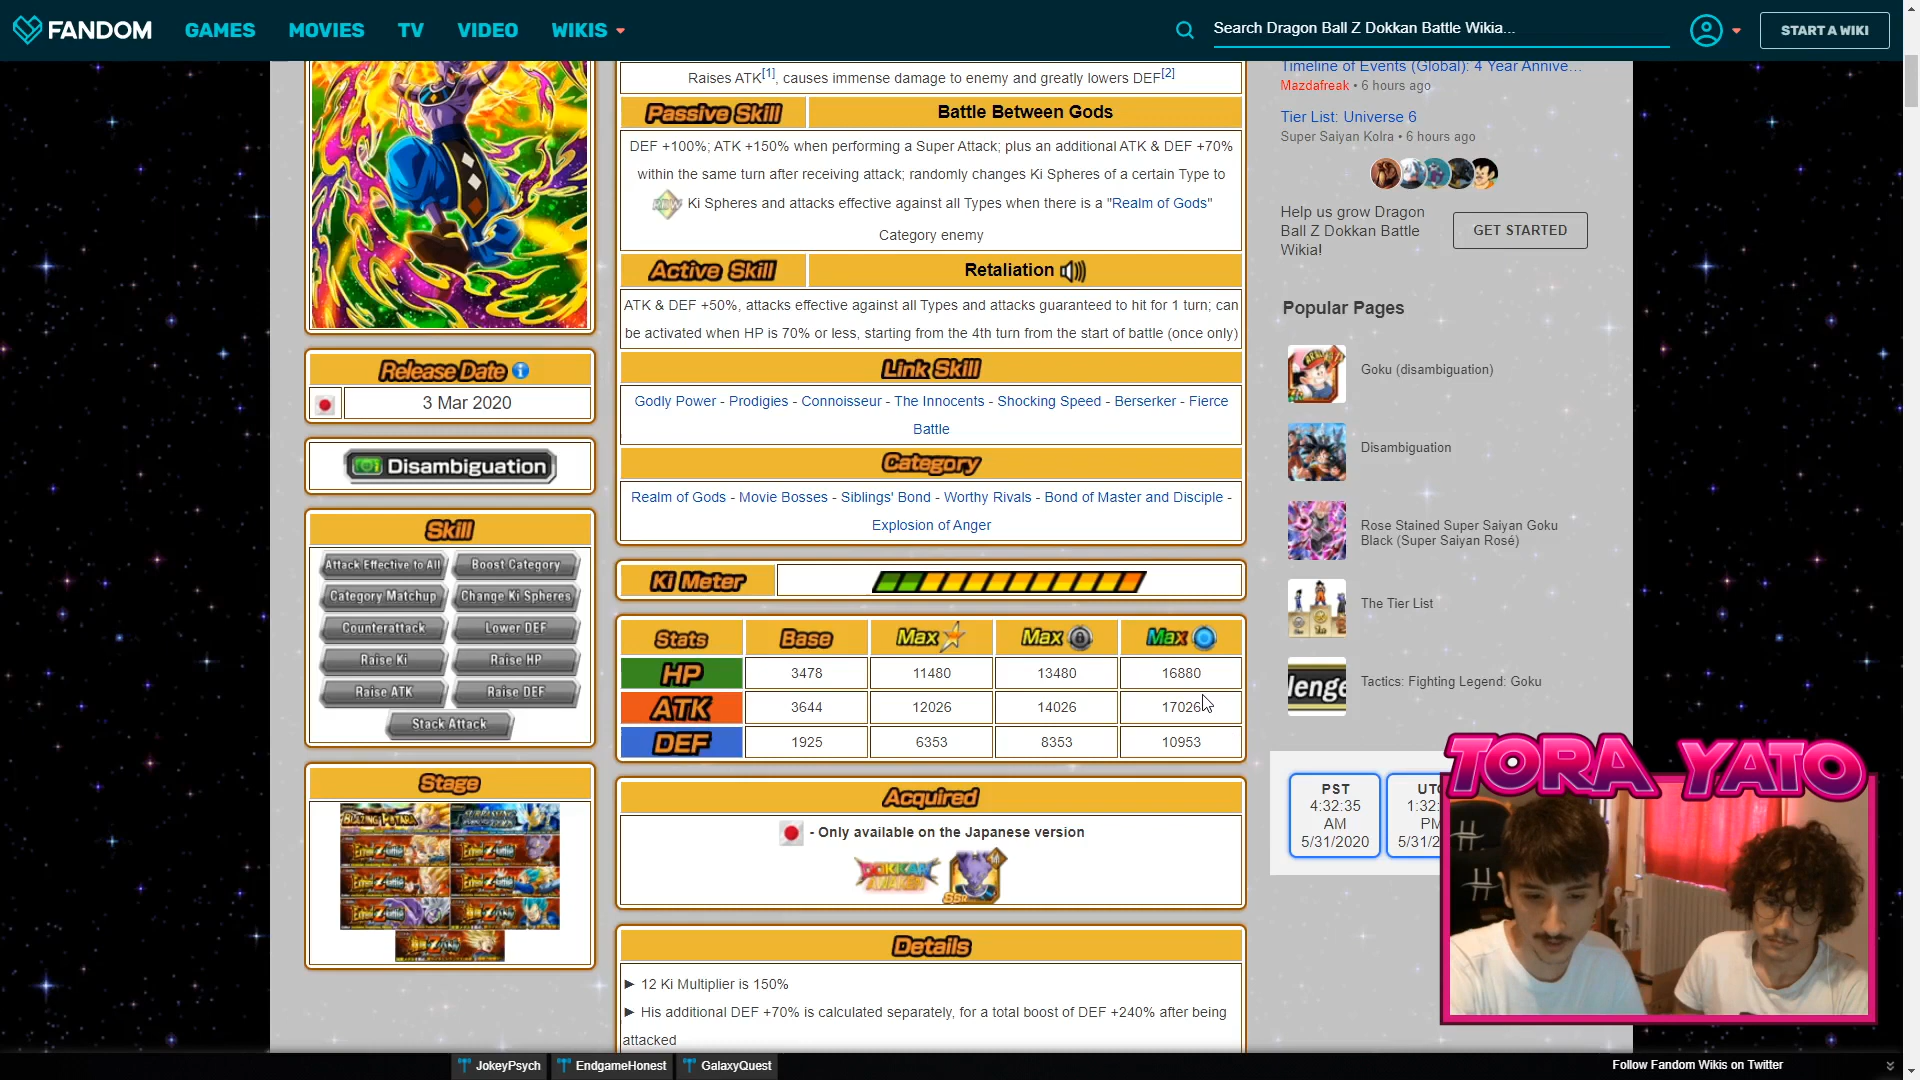 FANDOM
GAMES
MOVIES
TV
VIDEO
WIKIS
Search Dragon Ball Z Dokkan Battle Wikia...
START A WIKI
Raises ATK[1], causes immense damage to enemy and greatly lowers DEF[2]
Passive Skill
Battle Between Gods
DEF +100%; ATK +150% when performing a Super Attack; plus an additional ATK & DEF +70%
within the same turn after receiving attack; randomly changes Ki Spheres of a certain Type to
Ki Spheres and attacks effective against all Types when there is a "Realm of Gods"
Category enemy
Active Skill
Retaliation
ATK & DEF +50%, attacks effective against all Types and attacks guaranteed to hit for 1 turn; can
be activated when HP is 70% or less, starting from the 4th turn from the start of battle (once only)
Link Skill
Godly Power - Prodigies - Connoisseur - The Innocents - Shocking Speed - Berserker - Fierce
Battle
Category
Realm of Gods - Movie Bosses - Siblings' Bond - Worthy Rivals - Bond of Master and Disciple -
Explosion of Anger
Ki Meter
Stats Base Max Max Max
HP 3478 11480 13480 16880
ATK 3644 12026 14026 17026
DEF 1925 6353 8353 10953
Acquired
- Only available on the Japanese version
DOKKAN
AWAKEN
SSR
Details
► 12 Ki Multiplier is 150%
► His additional DEF +70% is calculated separately, for a total boost of DEF +240% after being
attacked
Release Date
3 Mar 2020
Disambiguation
Skill
Attack Effective to All
Boost Category
Category Matchup
Change Ki Spheres
Counterattack
Lower DEF
Raise Ki
Raise HP
Raise ATK
Raise DEF
Stack Attack
Stage
Timeline of Events (Global): 4 Year Annive...
Mazdafreak • 6 hours ago
Tier List: Universe 6
Super Saiyan Kolra • 6 hours ago
Help us grow Dragon
Ball Z Dokkan Battle
Wikia!
GET STARTED
Popular Pages
Goku (disambiguation)
Disambiguation
Rose Stained Super Saiyan Goku
Black (Super Saiyan Rosé)
The Tier List
Tactics: Fighting Legend: Goku
PST
4:32:35
AM
5/31/2020
UTC
1:32:
PM
5/31/2
TORA YATO
JokeyPsych
EndgameHonest
GalaxyQuest
Follow Fandom Wikis on Twitter